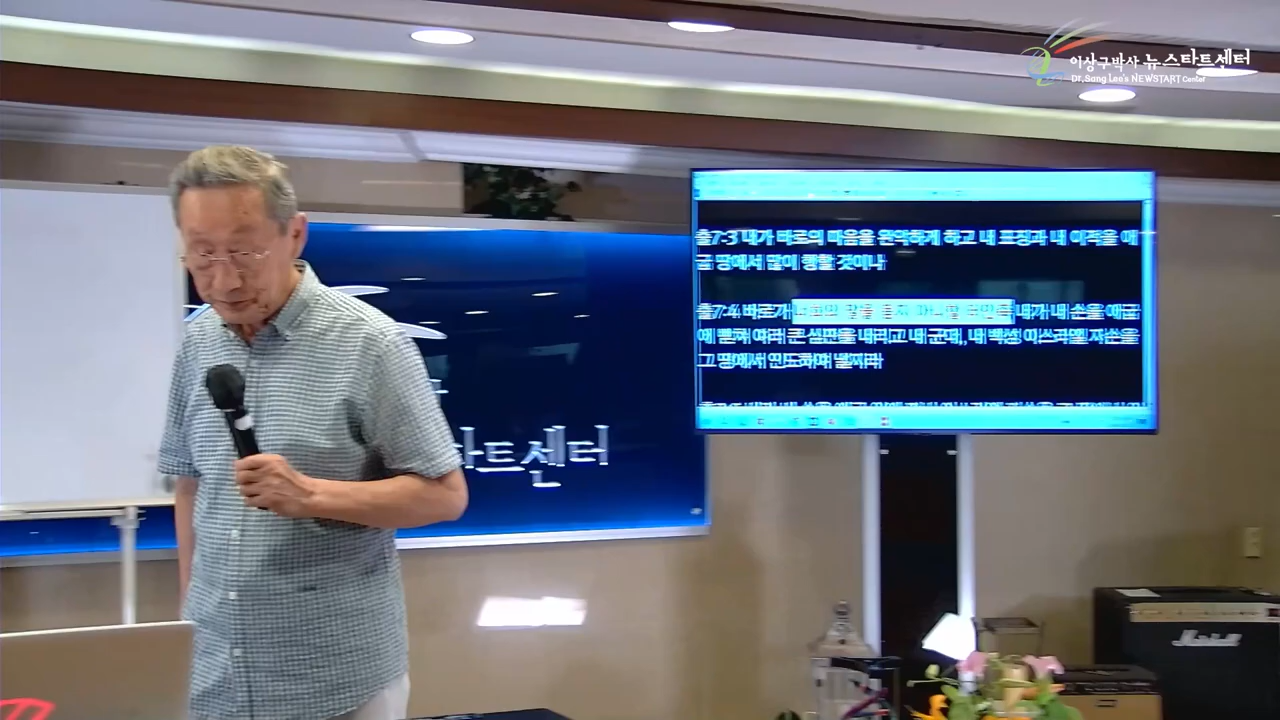 이상구박사 뉴스타트센터
Dr. Sang Lee's NEWSTART Center
출7:3 내가 바로의 마음을 완악하게 하고 내 표징과 내 이적을 애
굽 땅에서 많이 행할 것이나
출7:4 바로가 너희의 말을 듣지 아니할 터인즉 내가 내 손을 애굽
에 뻗쳐 여러 큰 심판을 내리고 내 군대, 내 백성 이스라엘 자손을
그 땅에서 인도하여 낼지라
타트센터
Marshall